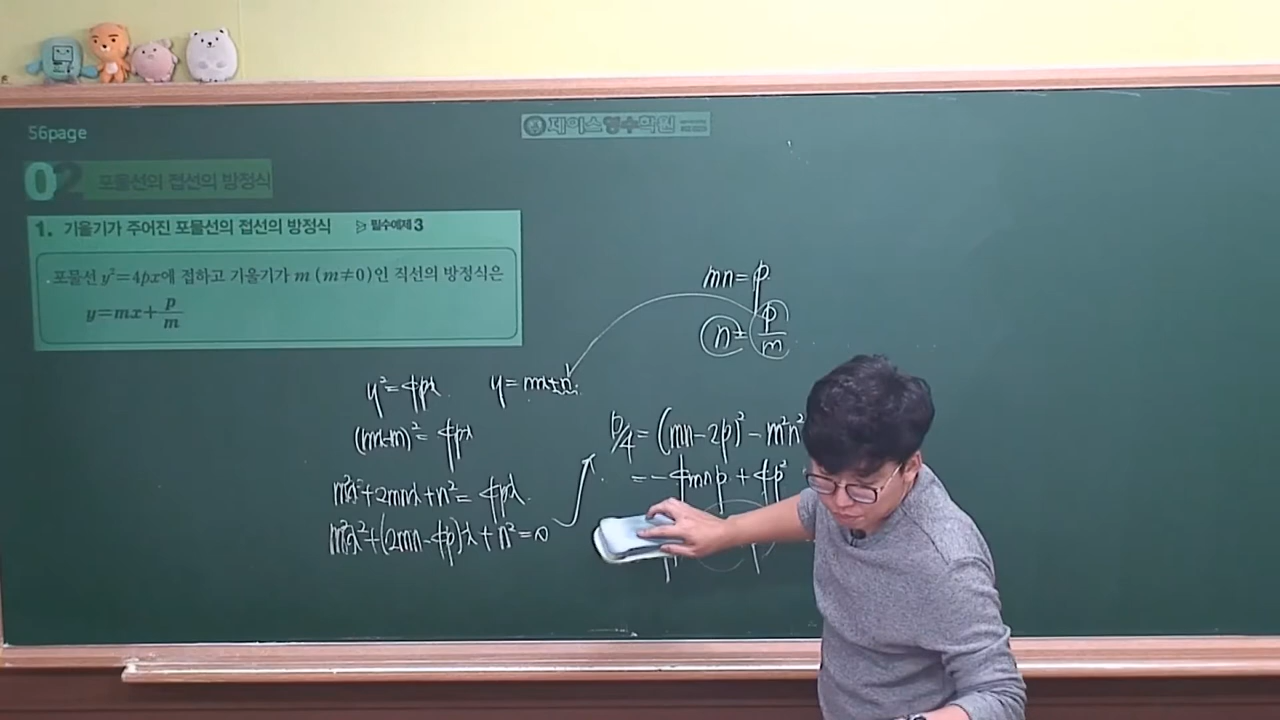 56page
제이스영수학원
02 포물선의 접선의 방정식
1. 기울기가 주어진 포물선의 접선의 방정식 필수예제 3
포물선 y²=4px에 접하고 기울기가 m (m≠0)인 직선의 방정식은
y=mx+p/m
mn=p
n=p/m
y²=4px y=mx+n
(mx+n)²=4px
m²x²+2mnx+n²=4px
m²x²+(2mn-4p)x+n²=0
D/4=(mn-2p)²-m²n²
=-4mnp+4p²